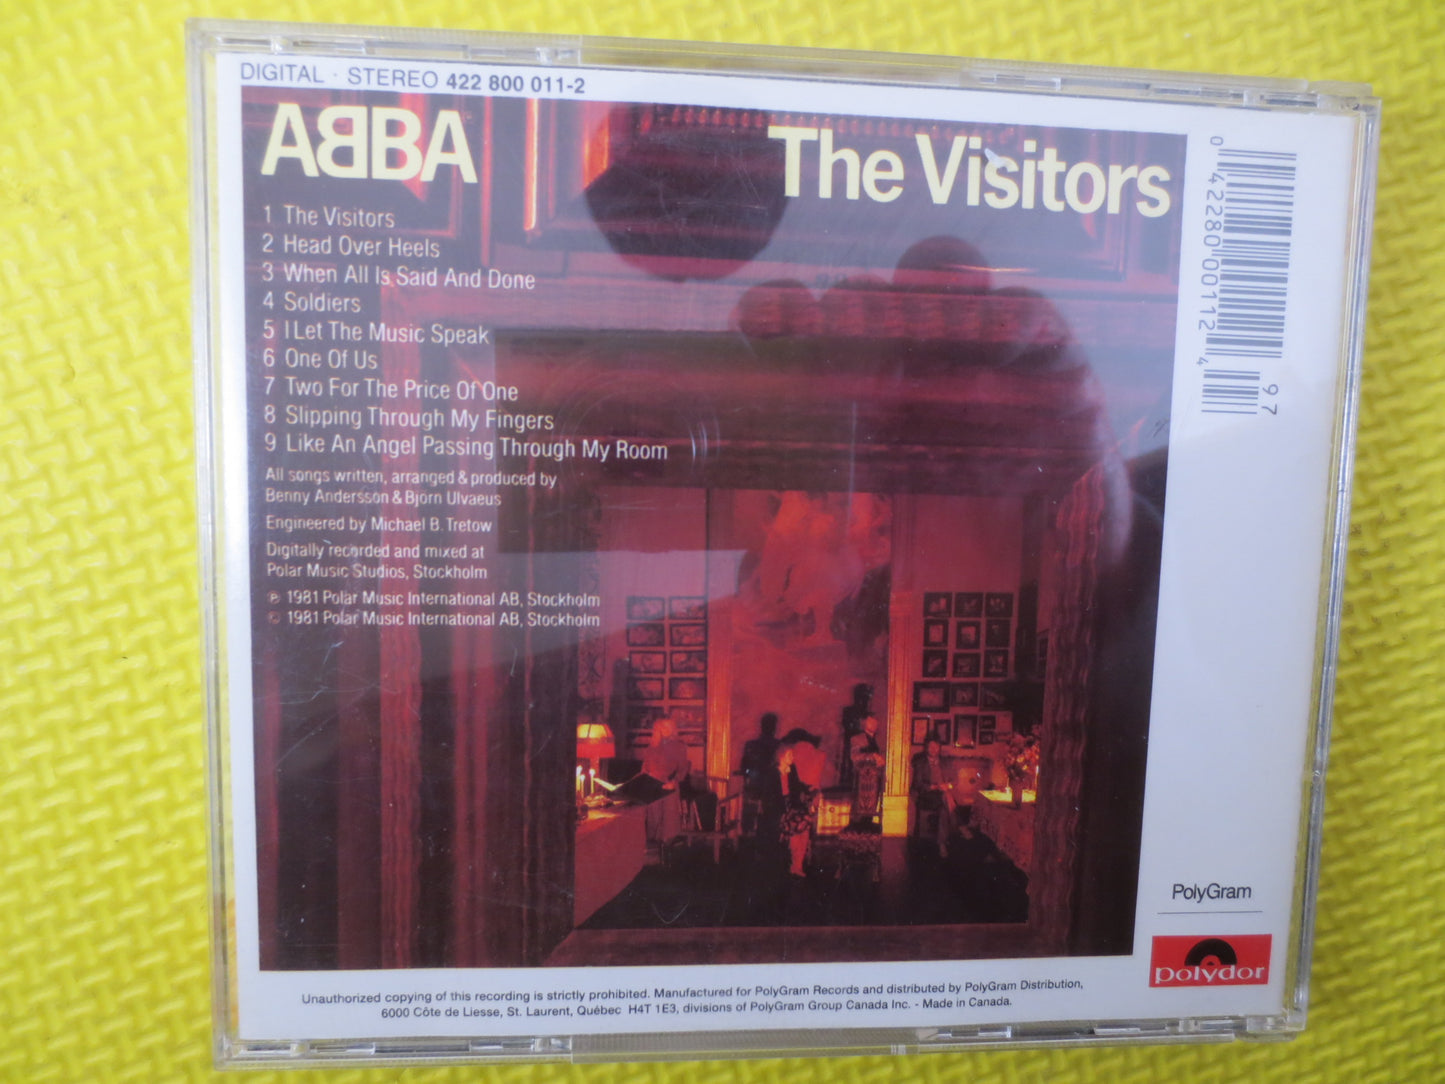 DIGITAL · STEREO 422 800 011-2
ABBA
The Visitors
1 The Visitors
2 Head Over Heels
3 When All Is Said And Done
4 Soldiers
5 I Let The Music Speak
6 One Of Us
7 Two For The Price Of One
8 Slipping Through My Fingers
9 Like An Angel Passing Through My Room
All songs written, arranged & produced by
Benny Andersson & Björn Ulvaeus
Engineered by Michael B. Tretow
Digitally recorded and mixed at
Polar Music Studios, Stockholm
℗ 1981 Polar Music International AB, Stockholm
© 1981 Polar Music International AB, Stockholm
0 42280 00112 4
97
PolyGram
polydor
Unauthorized copying of this recording is strictly prohibited. Manufactured for PolyGram Records and distributed by PolyGram Distribution,
6000 Côte de Liesse, St. Laurent, Québec H4T 1E3, divisions of PolyGram Group Canada Inc. - Made in Canada.